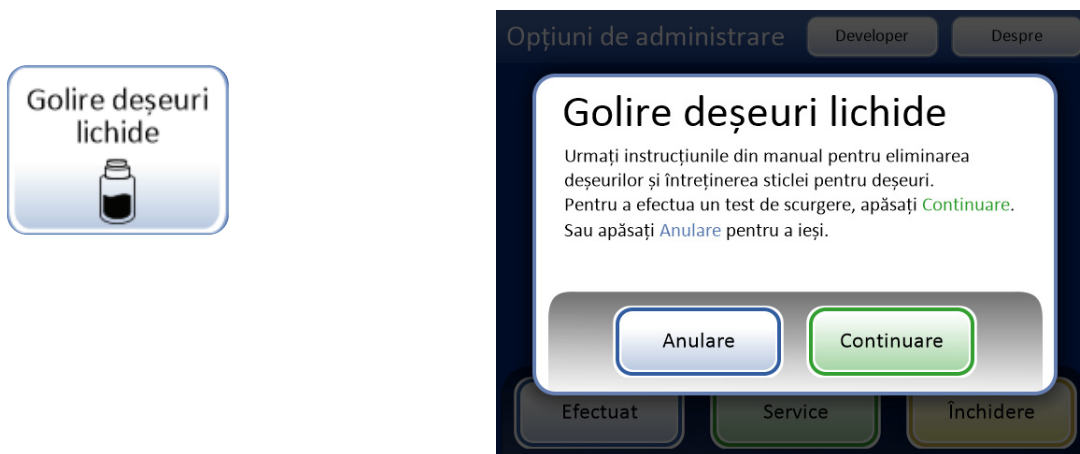 Golire deșeuri
lichide
Opțiuni de administrare
Developer
Despre
Golire deșeuri lichide
Urmați instrucțiunile din manual pentru eliminarea
deșeurilor și întreținerea sticlei pentru deșeuri.
Pentru a efectua un test de scurgere, apăsați Continuare.
Sau apăsați Anulare pentru a ieși.
Anulare
Continuare
Efectuat
Service
Închidere